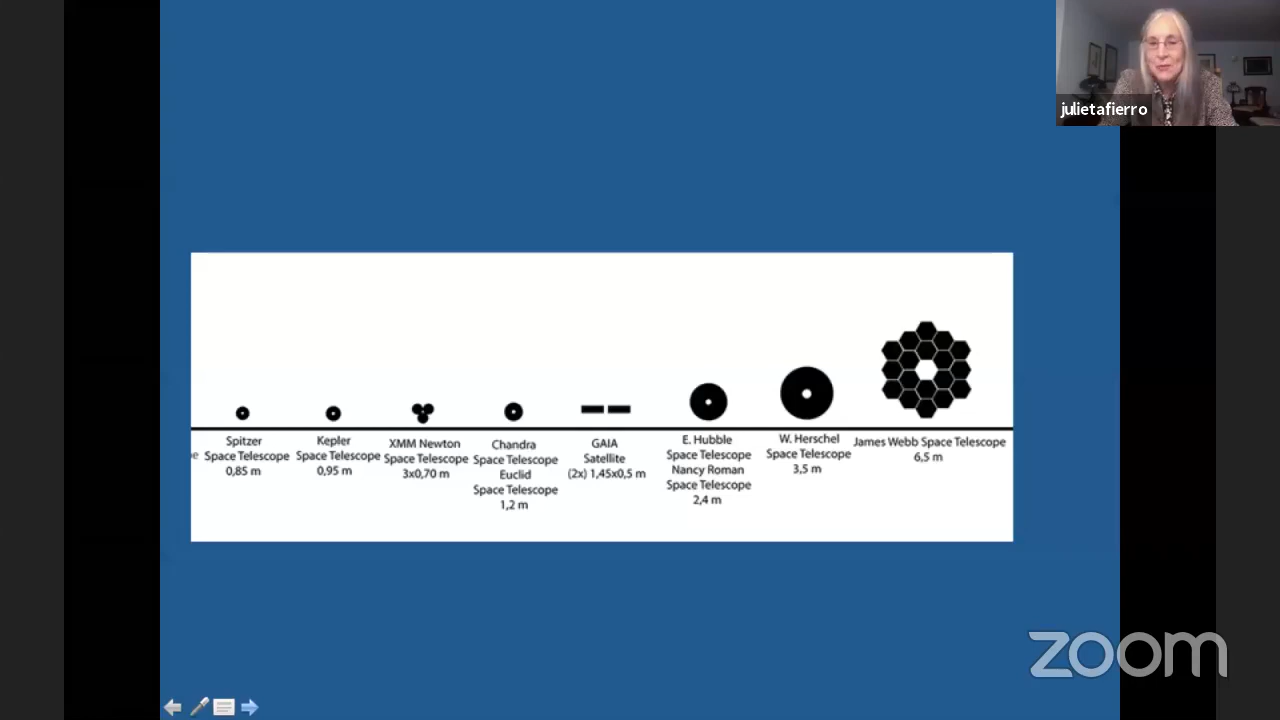 julietafierro
Spitzer
Space Telescope
0,85 m
Kepler
Space Telescope
0,95 m
XMM Newton
Space Telescope
3x0,70 m
Chandra
Space Telescope
Euclid
Space Telescope
1,2 m
GAIA
Satellite
(2x) 1,45x0,5 m
E. Hubble
Space Telescope
Nancy Roman
Space Telescope
2,4 m
W. Herschel
Space Telescope
3,5 m
James Webb Space Telescope
6,5 m
zoom